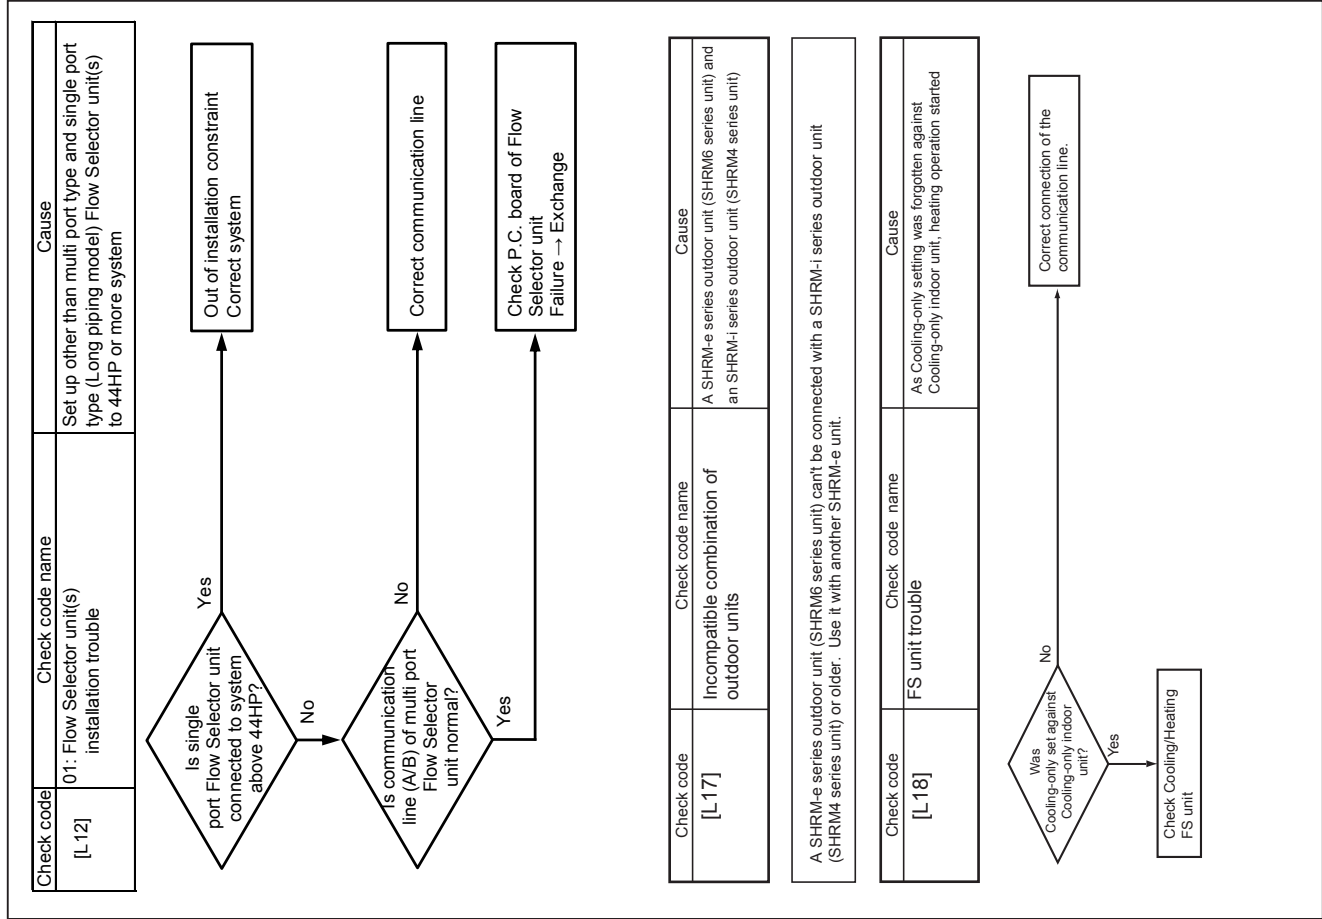 Check code
Check code name
Cause
[L12]
01: Flow Selector unit(s)
installation trouble
Set up other than multi port type and single port
type (Long piping model) Flow Selector unit(s)
to 44HP or more system
Is single
port Flow Selector unit
connected to system
above 44HP?
Yes
Out of installation constraint
Correct system
No
Is communication
line (A/B) of multi port
Flow Selector
unit normal?
No
Correct communication line
Yes
Check P.C. board of Flow
Selector unit
Failure → Exchange
Check code
Check code name
Cause
[L17]
Incompatible combination of
outdoor units
A SHRM-e series outdoor unit (SHRM6 series unit) and
an SHRM-i series outdoor unit (SHRM4 series unit)
A SHRM-e series outdoor unit (SHRM6 series unit) can't be connected with a SHRM-i series outdoor unit
(SHRM4 series unit) or older. Use it with another SHRM-e unit.
Check code
Check code name
Cause
[L18]
FS unit trouble
As Cooling-only setting was forgotten against
Cooling-only indoor unit, heating operation started
Was
Cooling-only set against
Cooling-only indoor
unit?
No
Correct connection of the
communication line.
Yes
Check Cooling/Heating
FS unit